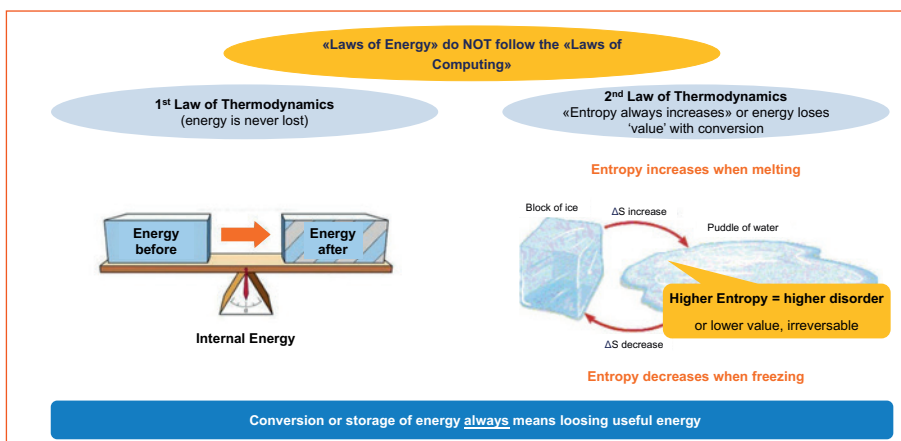 «Laws of Energy» do NOT follow the «Laws of
Computing»
1st Law of Thermodynamics
(energy is never lost)
2nd Law of Thermodynamics
«Entropy always increases» or energy loses
'value' with conversion
Entropy increases when melting
Block of ice
ΔS increase
Puddle of water
Energy
before
Energy
after
Higher Entropy = higher disorder
or lower value, irreversable
Internal Energy
ΔS decrease
Entropy decreases when freezing
Conversion or storage of energy always means loosing useful energy